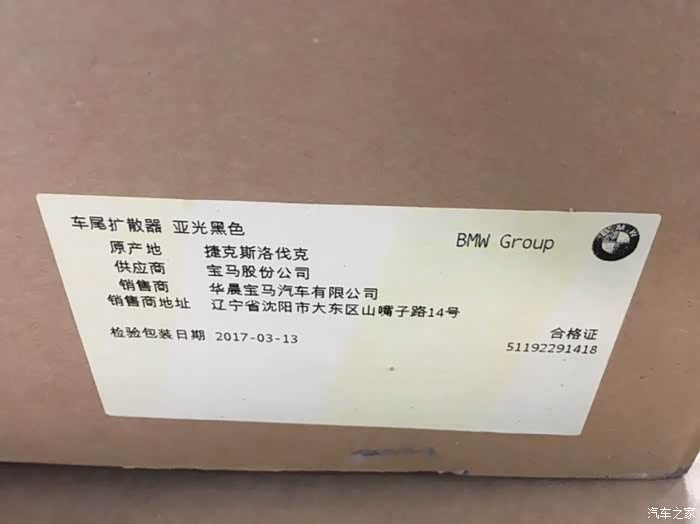 车尾扩散器 亚光黑色
BMW Group
原产地 捷克斯洛伐克
供应商 宝马股份公司
销售商 华晨宝马汽车有限公司
销售商地址 辽宁省沈阳市大东区山嘴子路14号
检验包装日期 2017-03-13
合格证
51192291418
汽车之家